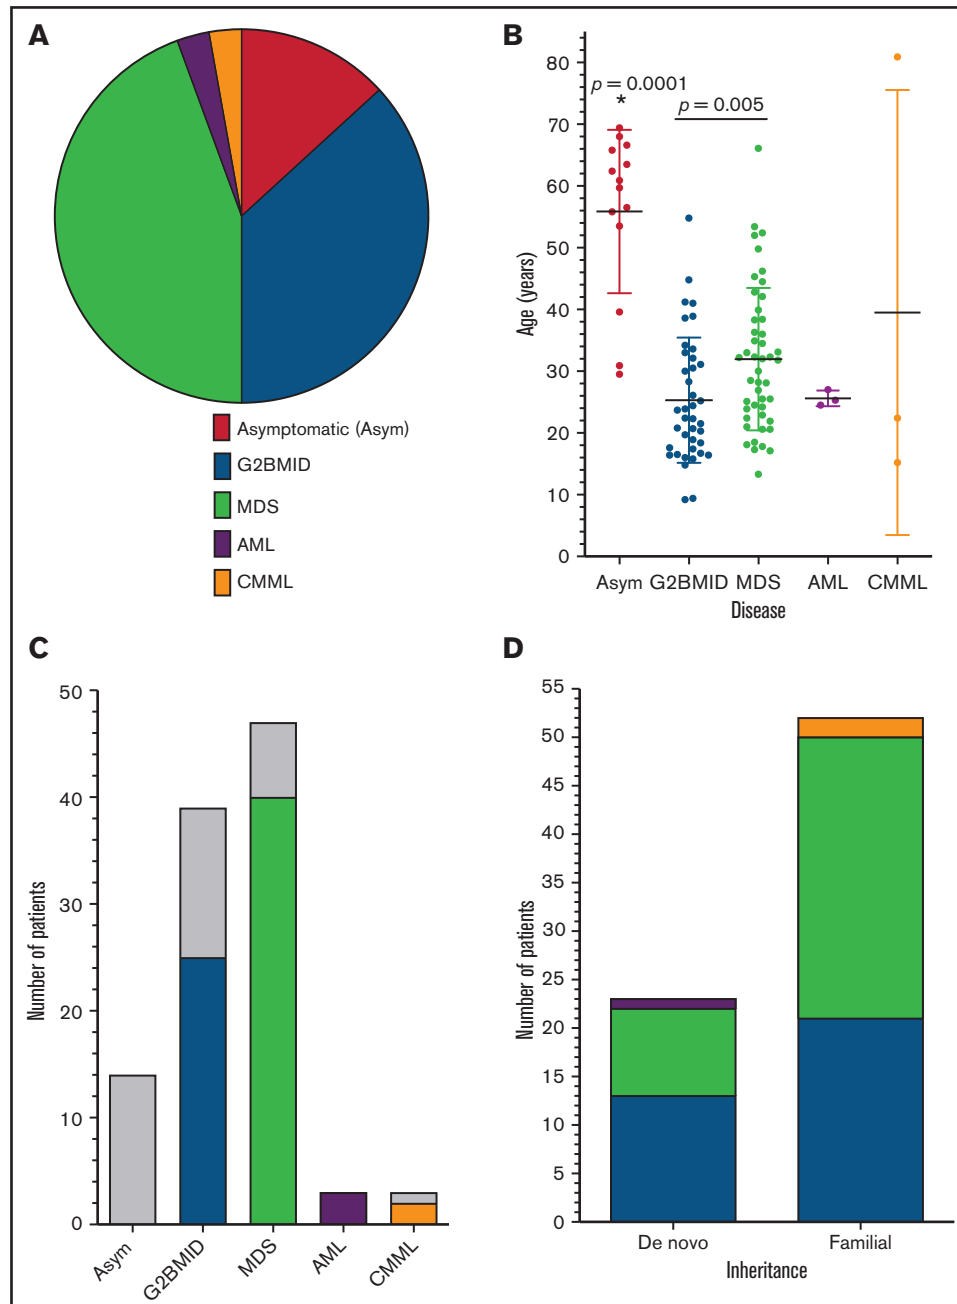 A
Asymptomatic (Asym)
G2BMID
MDS
AML
CMML
B
p = 0.0001
*
p = 0.005
Age (years)
80
70
60
50
40
30
20
10
0
Asym G2BMID MDS AML CMML
Disease
C
Number of patients
50
40
30
20
10
0
Asym
G2BMID
MDS
AML
CMML
D
Number of patients
55
50
45
40
35
30
25
20
15
10
5
0
De novo Familial
Inheritance